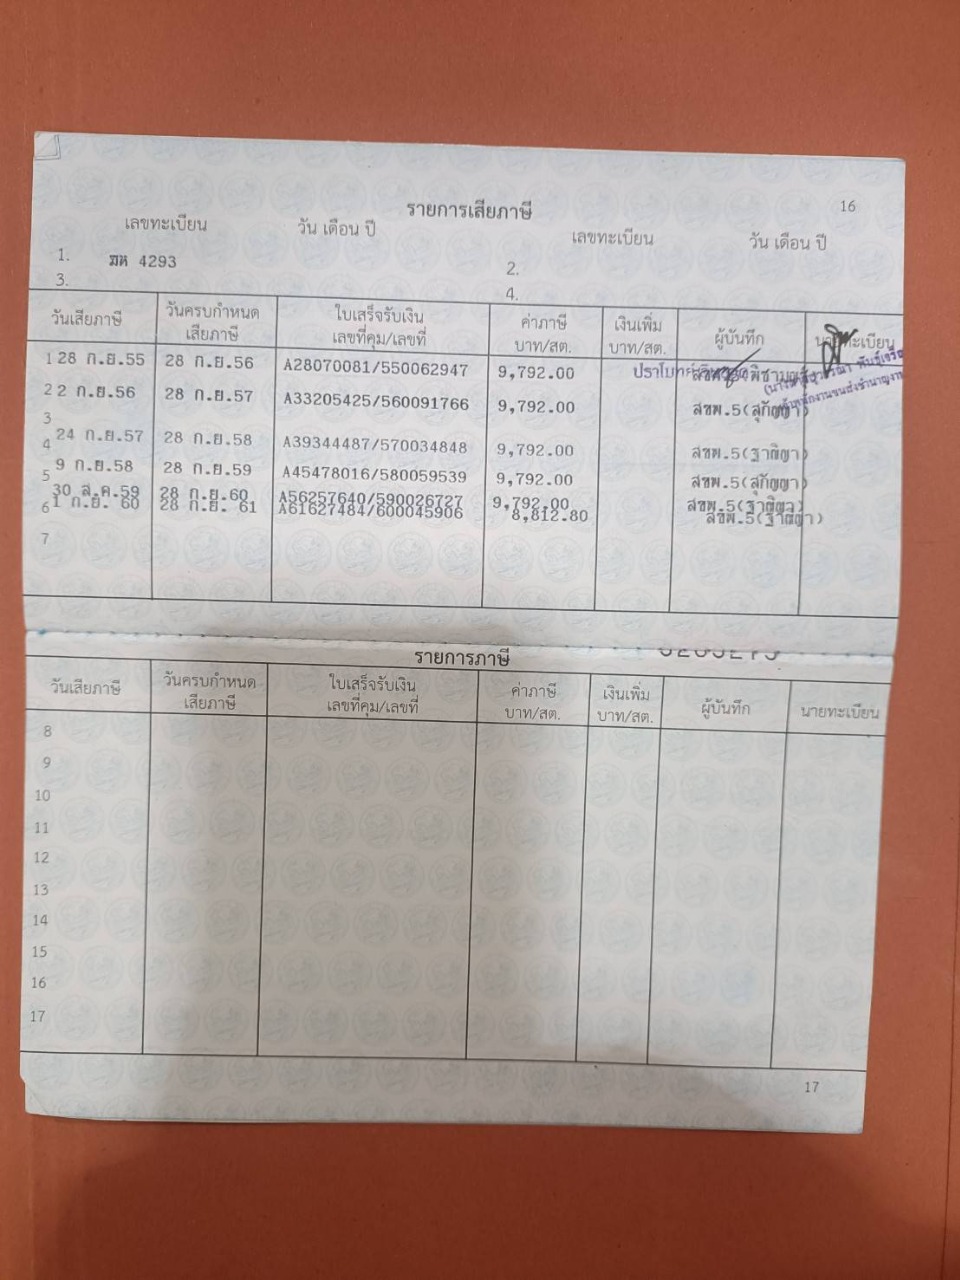 16
รายการเสียภาษี
เลขทะเบียน วัน เดือน ปี เลขทะเบียน วัน เดือน ปี
1. ฆห 4293 2.
3. 4.
วันเสียภาษี วันครบกำหนดเสียภาษี ใบเสร็จรับเงิน เลขที่คุม/เลขที่ ค่าภาษี บาท/สต. เงินเพิ่ม บาท/สต. ผู้บันทึก นายทะเบียน
1 28 ก.ย.55 28 ก.ย.56 A28070081/550062947 9,792.00
2 2 ก.ย.56 28 ก.ย.57 A33205425/560091766 9,792.00 สขพ.5(สุกัญญา)
3
4 24 ก.ย.57 28 ก.ย.58 A39344487/570034848 9,792.00 สขพ.5(ฐาณิญา)
5 9 ก.ย.58 28 ก.ย.59 A45478016/580059539 9,792.00 สขพ.5(สุกัญญา)
30 ส.ค.59 28 ก.ย.60 A56257640/590026727 9,792.00 สขพ.5(ฐาณิญา)
6 1 ก.ย. 60 28 ก.ย. 61 A61627484/600045906 8,812.80 สขพ.5(ฐาณิญา)
7
รายการภาษี
วันเสียภาษี วันครบกำหนดเสียภาษี ใบเสร็จรับเงิน เลขที่คุม/เลขที่ ค่าภาษี บาท/สต. เงินเพิ่ม บาท/สต. ผู้บันทึก นายทะเบียน
8
9
10
11
12
13
14
15
16
17
17